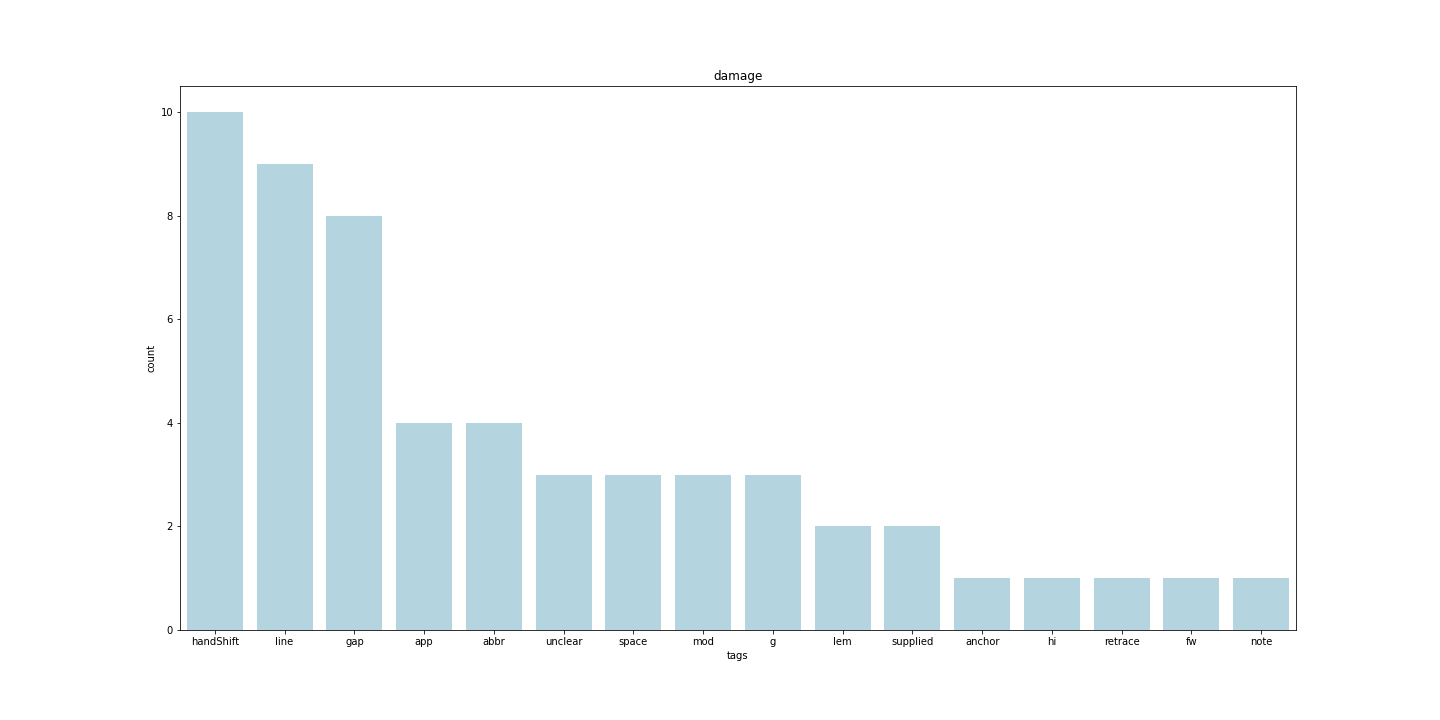 damage
10
8
6
4
2
0
count
handShift line gap app abbr unclear space mod g lem supplied anchor hi retrace fw note
tags